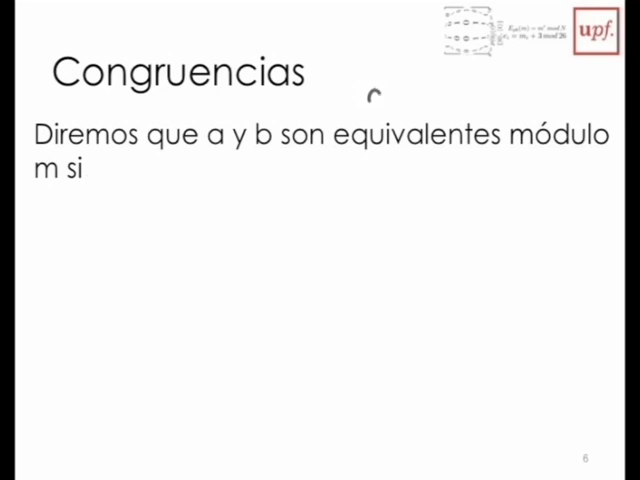 upf.
Congruencias
Diremos que a y b son equivalentes módulo
m si
6